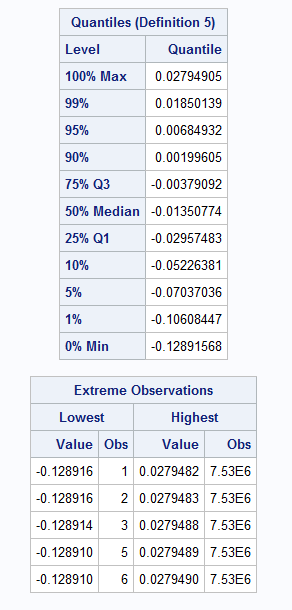 Quantiles (Definition 5)
Level Quantile
100% Max 0.02794905
99% 0.01850139
95% 0.00684932
90% 0.00199605
75% Q3 -0.00379092
50% Median -0.01350774
25% Q1 -0.02957483
10% -0.05226381
5% -0.07037036
1% -0.10608447
0% Min -0.12891568
Extreme Observations
Lowest Highest
Value Obs Value Obs
-0.128916 1 0.0279482 7.53E6
-0.128916 2 0.0279483 7.53E6
-0.128914 3 0.0279488 7.53E6
-0.128910 5 0.0279489 7.53E6
-0.128910 6 0.0279490 7.53E6